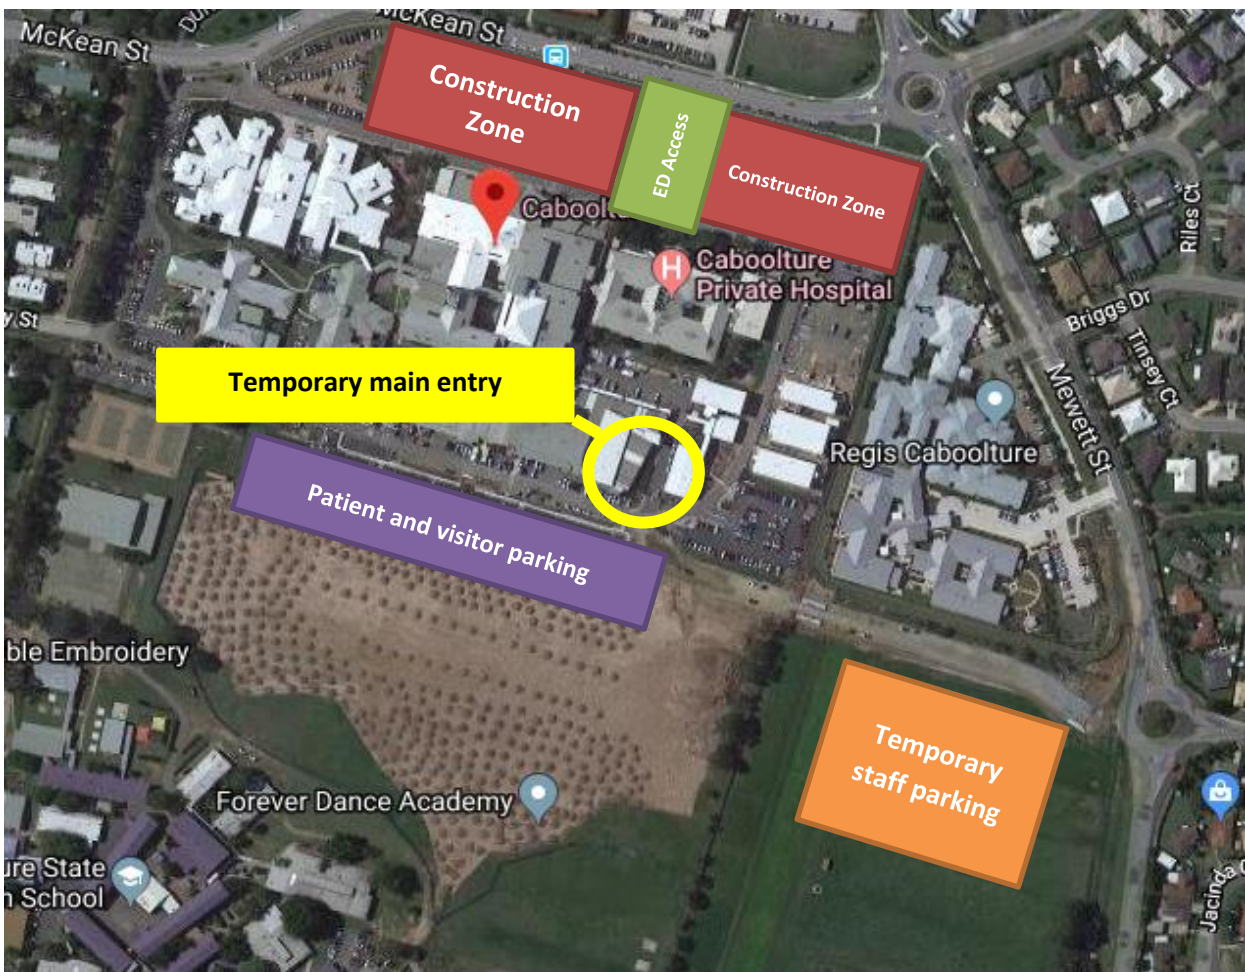 McKean St
McKean St
Construction
Zone
ED Access
Construction Zone
Riles Ct
Caboolture
Private Hospital
Briggs Dr
Tinsey Ct
Temporary main entry
Mewett St
Regis Caboolture
Patient and visitor parking
ble Embroidery
Temporary
staff parking
Forever Dance Academy
ure State
School